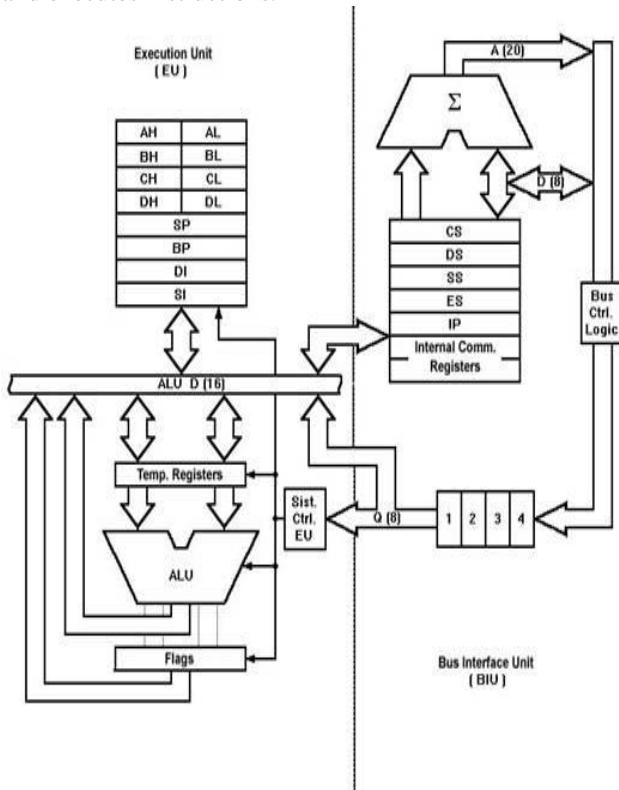 Execution Unit
( EU )
AH AL
BH BL
CH CL
DH DL
SP
BP
DI
SI
ALU D (16)
Temp. Registers
ALU
Flags
Sist.
Ctrl.
EU
A (20)
Σ
D (8)
CS
DS
SS
ES
IP
Internal Comm.
Registers
Bus
Ctrl.
Logic
Q (8)
1 2 3 4
Bus Interface Unit
( BIU )